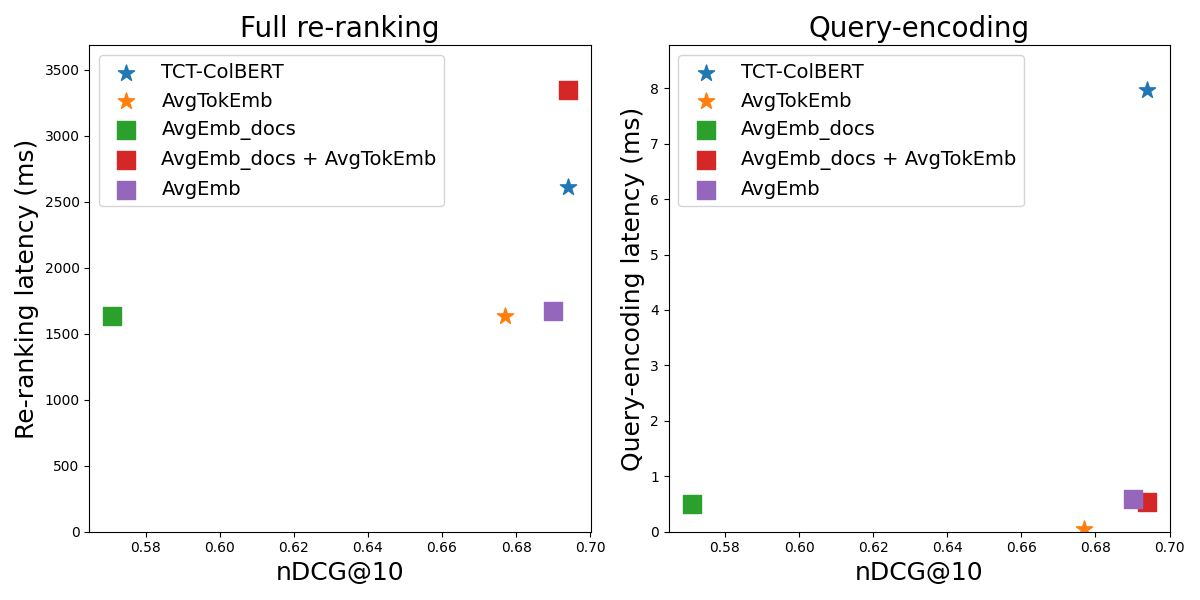 Full re-ranking
TCT-ColBERT
AvgTokEmb
AvgEmb_docs
AvgEmb_docs + AvgTokEmb
AvgEmb
3500
3000
2500
2000
1500
1000
500
0
Re-ranking latency (ms)
0.58 0.60 0.62 0.64 0.66 0.68 0.70
nDCG@10
Query-encoding
TCT-ColBERT
AvgTokEmb
AvgEmb_docs
AvgEmb_docs + AvgTokEmb
AvgEmb
8
7
6
5
4
3
2
1
0
Query-encoding latency (ms)
0.58 0.60 0.62 0.64 0.66 0.68 0.70
nDCG@10